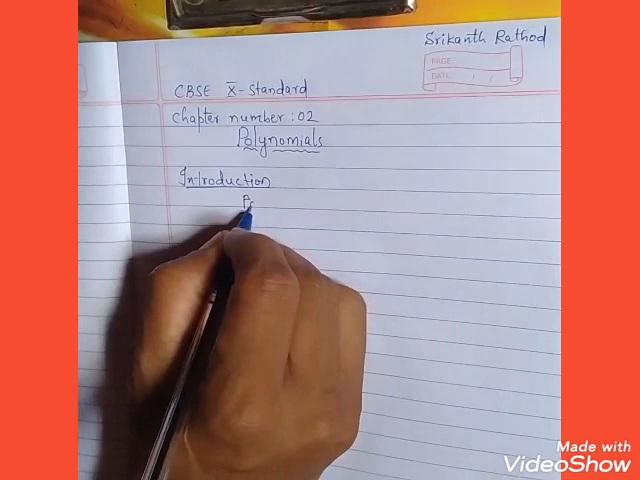 Srikanth Rathod
PAGE
DATE / /
CBSE X-Standard
Chapter number : 02
Polynomials
Introduction
Made with
VideoShow